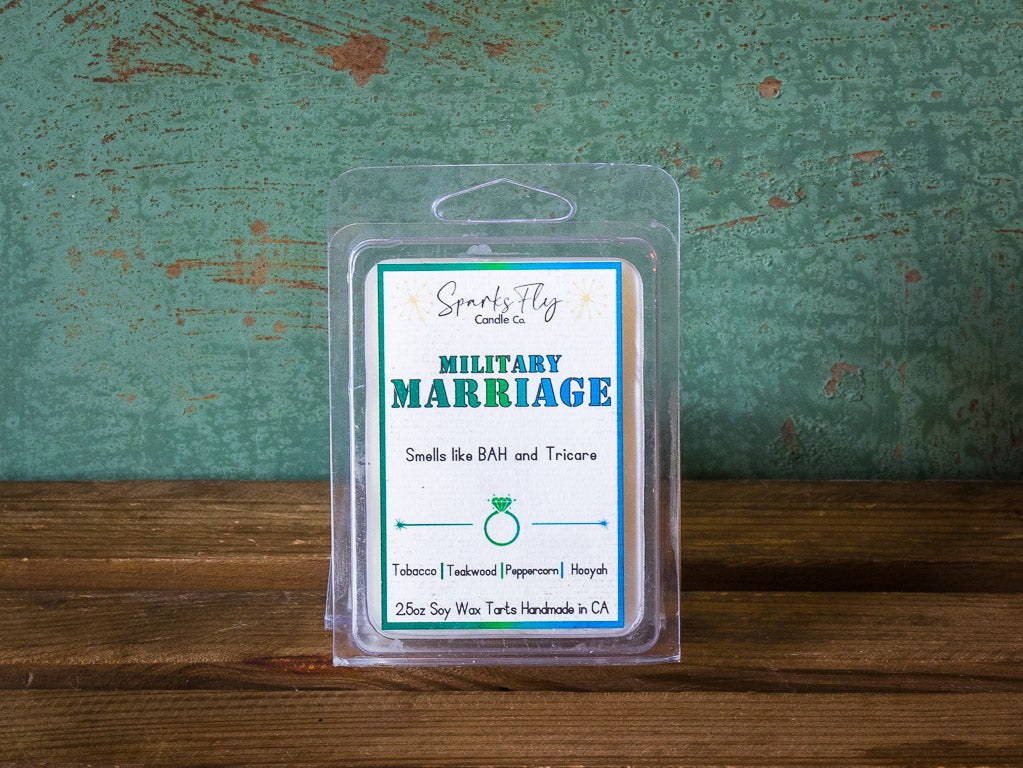 Sparks Fly
Candle Co.
MILITARY
MARRIAGE
Smells like BAH and Tricare
Tobacco | Teakwood | Peppercorn | Hooyah
2.5oz Soy Wax Tarts Handmade in CA